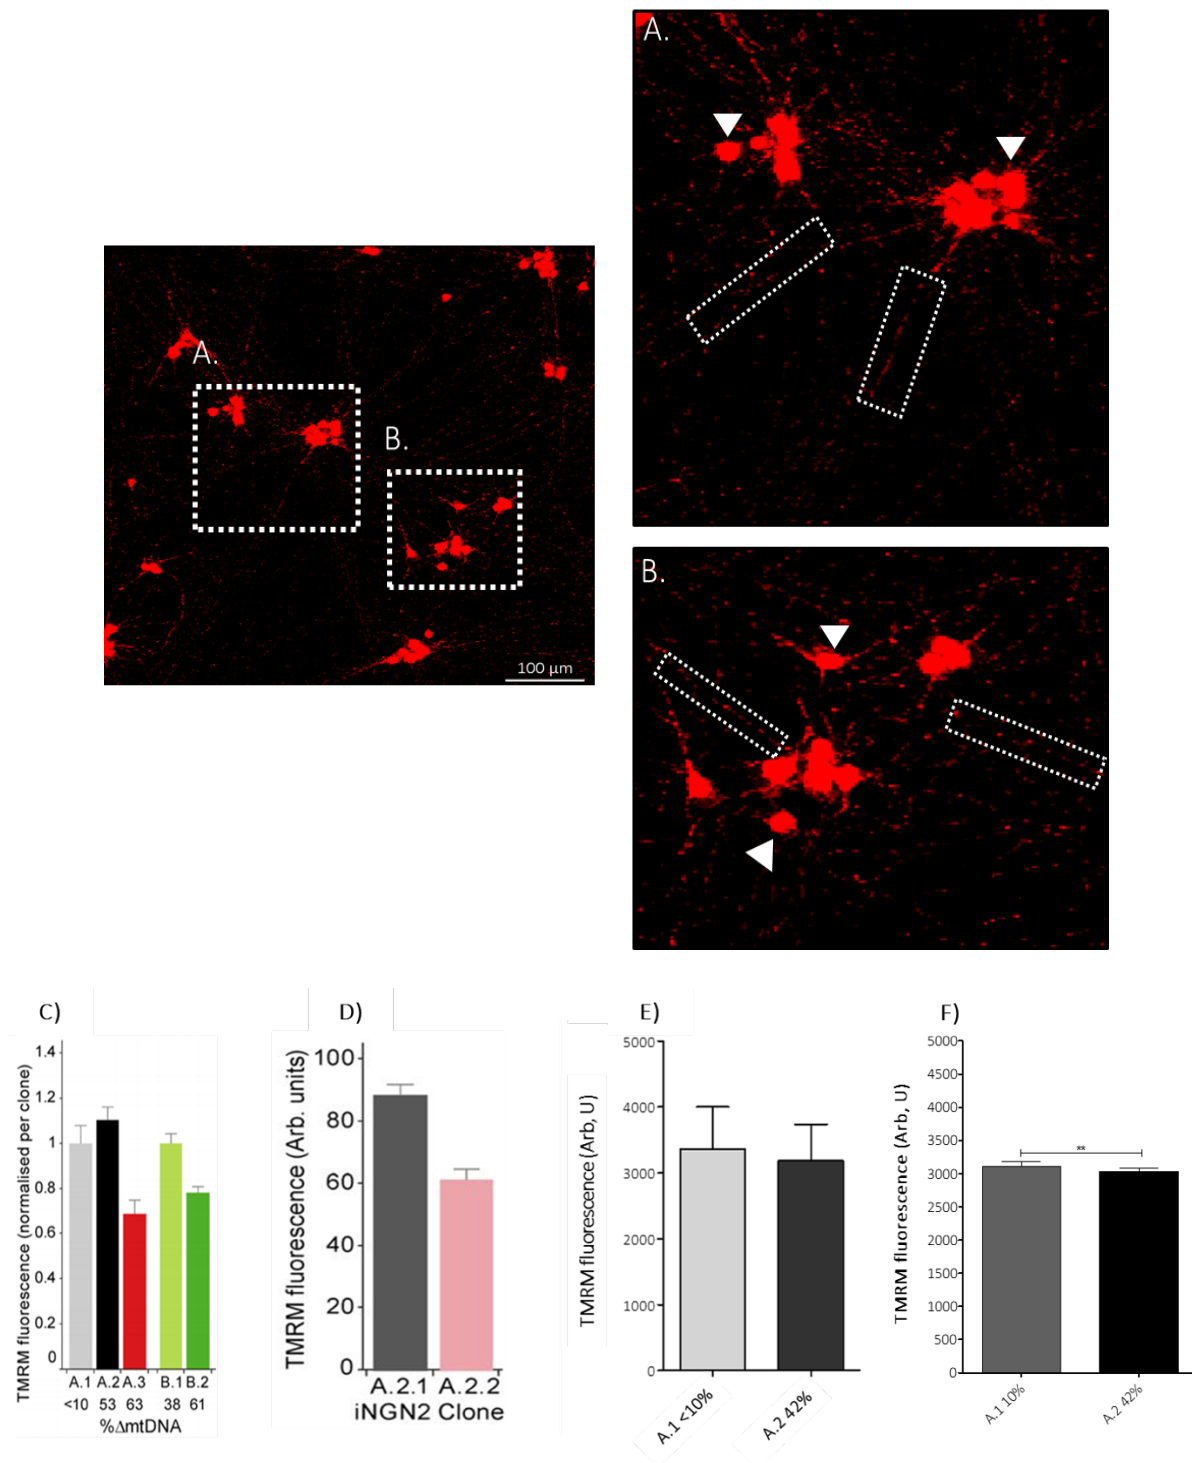 A.
A.
B.
100 µm
B.
C)
TMRM fluorescence (normalised per clone)
1.4
1.2
1
0.8
0.6
0.4
0.2
0
A.1 A.2 A.3 B.1 B.2
<10 53 63 38 61
%ΔmtDNA
D)
TMRM fluorescence (Arb. units)
100
80
60
40
20
0
A.2.1 A.2.2
iNGN2 Clone
E)
TMRM fluorescence (Arb, U)
5000
4000
3000
2000
1000
0
A.1 <10%
A.2 42%
F)
TMRM fluorescence (Arb, U)
5000
4500
4000
3500
3000
2500
2000
1500
1000
500
0
**
A.1 10%
A.2 42%